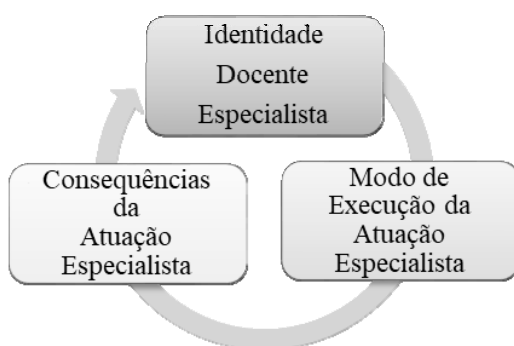 Identidade
Docente
Especialista
Consequências
da
Atuação
Especialista
Modo de
Execução da
Atuação
Especialista